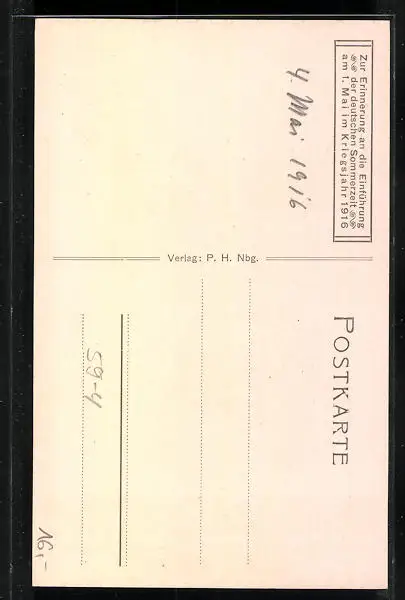 Zur Erinnerung an die Einführung
der deutschen Sommerzeit
am 1. Mai im Kriegsjahr 1916
4 Mai 1916
Verlag: P. H. Nbg.
POSTKARTE
59-4
16,-